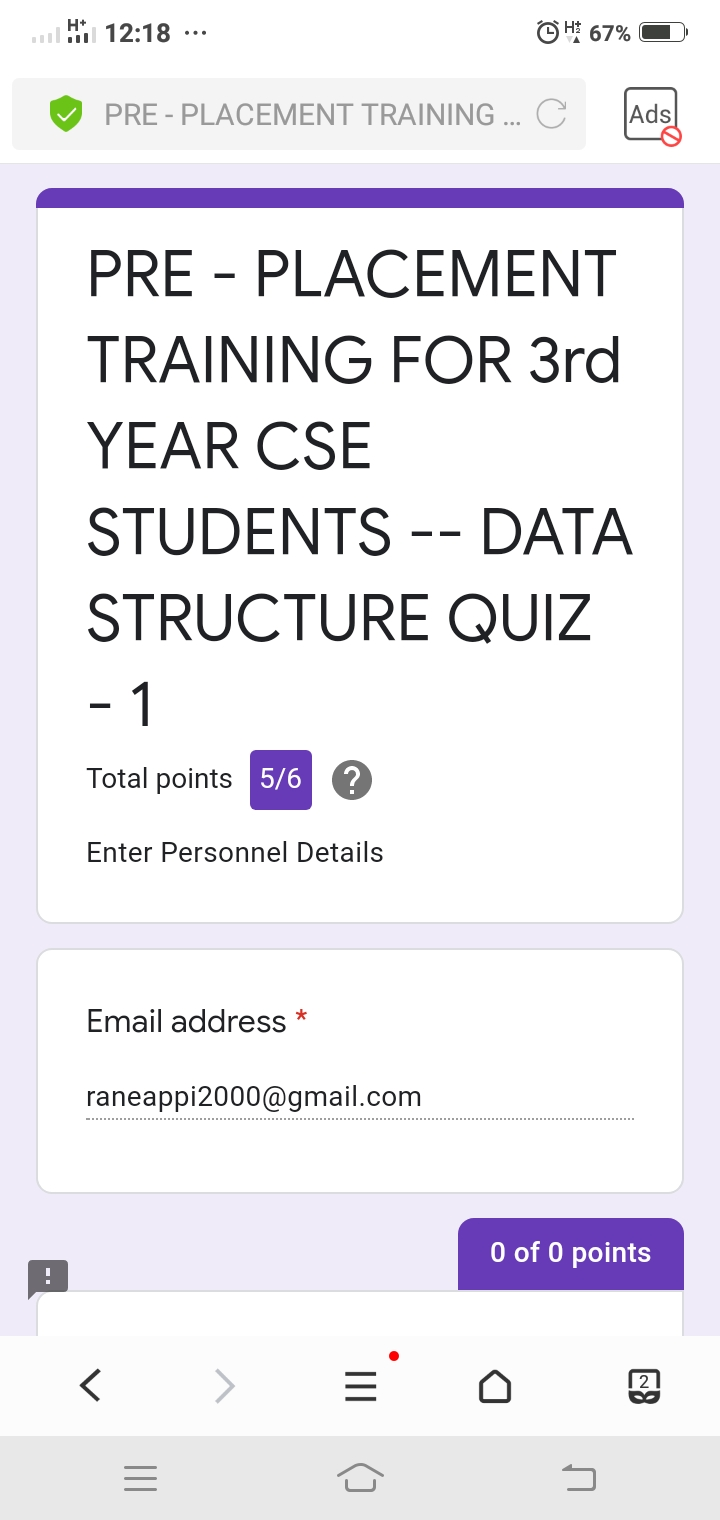 H+ 12:18 ...
H+ 2 67%
PRE - PLACEMENT TRAINING ...
Ads
PRE - PLACEMENT
TRAINING FOR 3rd
YEAR CSE
STUDENTS -- DATA
STRUCTURE QUIZ
- 1
Total points 5/6 ?
Enter Personnel Details
Email address *
raneappi2000@gmail.com
0 of 0 points
!
2